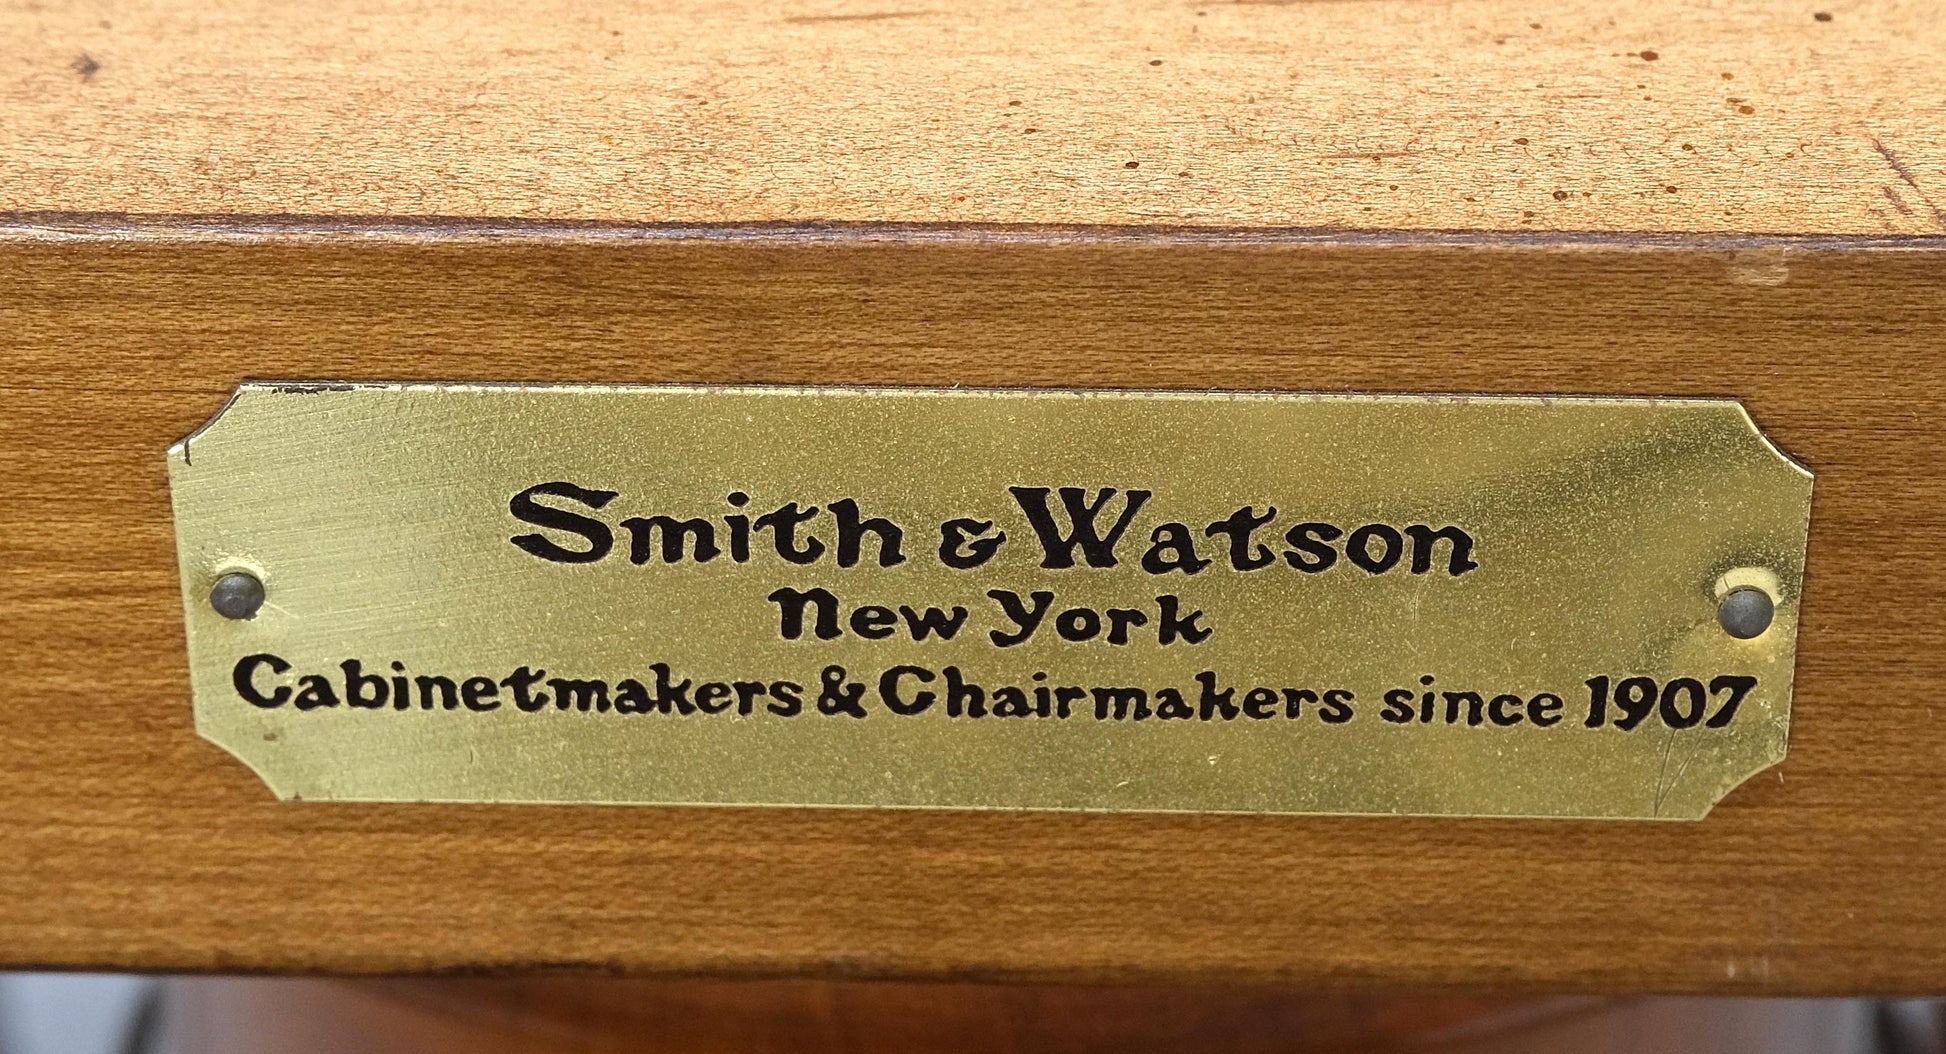 Smith & Watson
New York
Cabinetmakers & Chairmakers since 1907